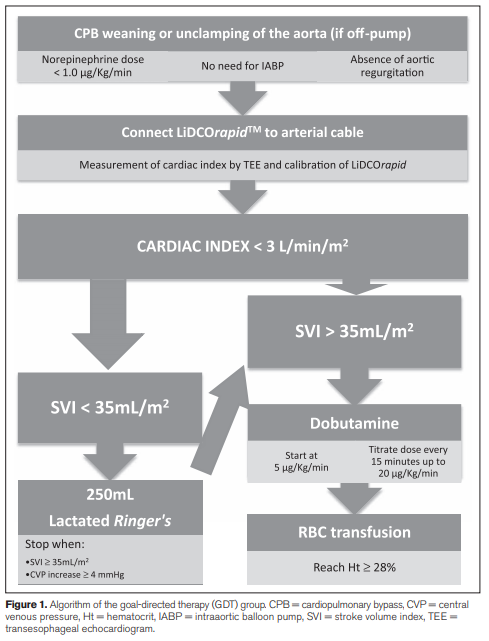 CPB weaning or unclamping of the aorta (if off-pump)
Norepinephrine dose
< 1.0 µg/Kg/min
No need for IABP
Absence of aortic
regurgitation
Connect LiDCOrapid™ to arterial cable
Measurement of cardiac index by TEE and calibration of LiDCOrapid
CARDIAC INDEX < 3 L/min/m²
SVI > 35mL/m²
SVI < 35mL/m²
Dobutamine
Start at
5 µg/Kg/min
Titrate dose every
15 minutes up to
20 µg/Kg/min
250mL
Lactated Ringer's
Stop when:
•SVI ≥ 35mL/m²
•CVP increase ≥ 4 mmHg
RBC transfusion
Reach Ht ≥ 28%
Figure 1. Algorithm of the goal-directed therapy (GDT) group. CPB = cardiopulmonary bypass, CVP = central
venous pressure, Ht = hematocrit, IABP = intraaortic balloon pump, SVI = stroke volume index, TEE =
transesophageal echocardiogram.